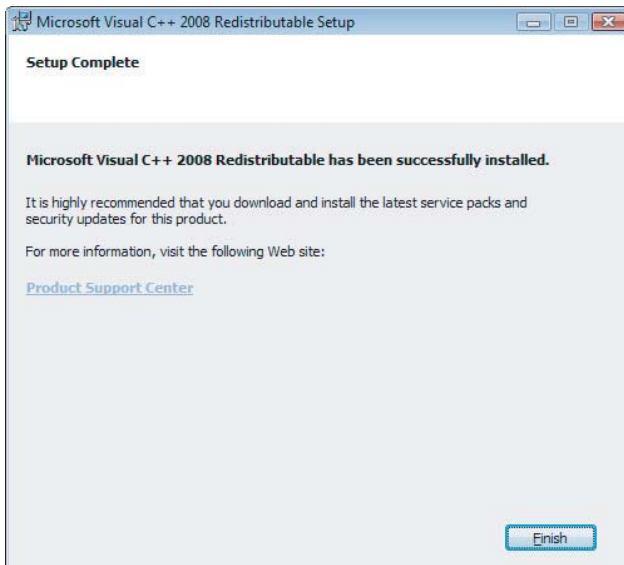 Microsoft Visual C++ 2008 Redistributable Setup
Setup Complete
Microsoft Visual C++ 2008 Redistributable has been successfully installed.
It is highly recommended that you download and install the latest service packs and
security updates for this product.
For more information, visit the following Web site:
Product Support Center
Finish